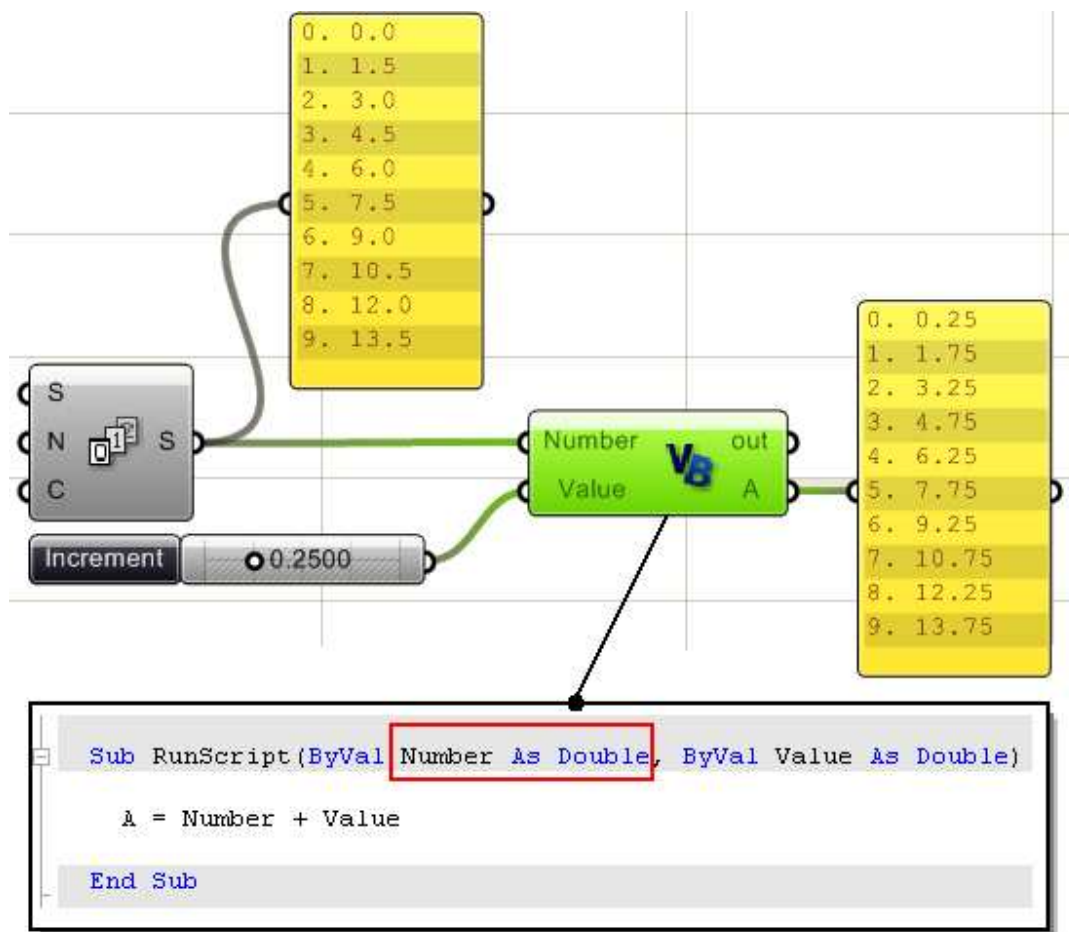 0. 0.0
1. 1.5
2. 3.0
3. 4.5
4. 6.0
5. 7.5
6. 9.0
7. 10.5
8. 12.0
9. 13.5
S
N S
C
Increment 0.2500
Number out
VB
Value A
0. 0.25
1. 1.75
2. 3.25
3. 4.75
4. 6.25
5. 7.75
6. 9.25
7. 10.75
8. 12.25
9. 13.75
Sub RunScript(ByVal Number As Double, ByVal Value As Double)
A = Number + Value
End Sub